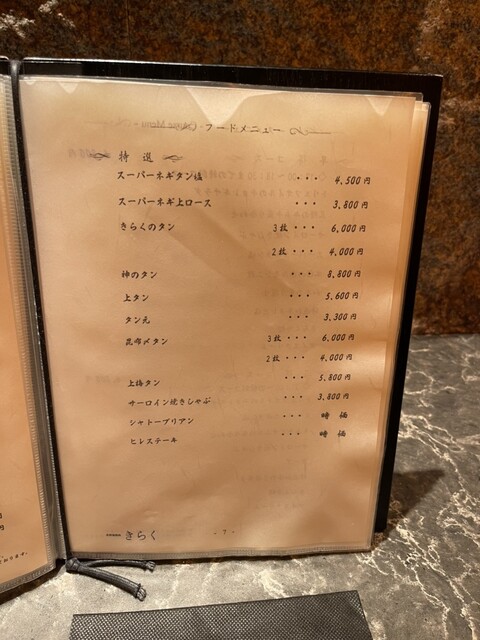 フードメニュー
特選
スーパーネギタン塩 ・・・ 4,500円
スーパーネギ上ロース ・・・ 3,800円
きらくのタン 3枚・・・ 6,000円
2枚・・・ 4,000円
神のタン ・・・ 8,800円
上タン ・・・ 5,600円
タン元 ・・・ 3,300円
昆布〆タン 3枚・・・ 6,000円
2枚・・・ 4,000円
上梅タン ・・・ 5,800円
サーロイン焼きしゃぶ ・・・ 3,800円
シャトーブリアン ・・・ 時価
ヒレステーキ ・・・ 時価
きらく
- 7 -
円
円